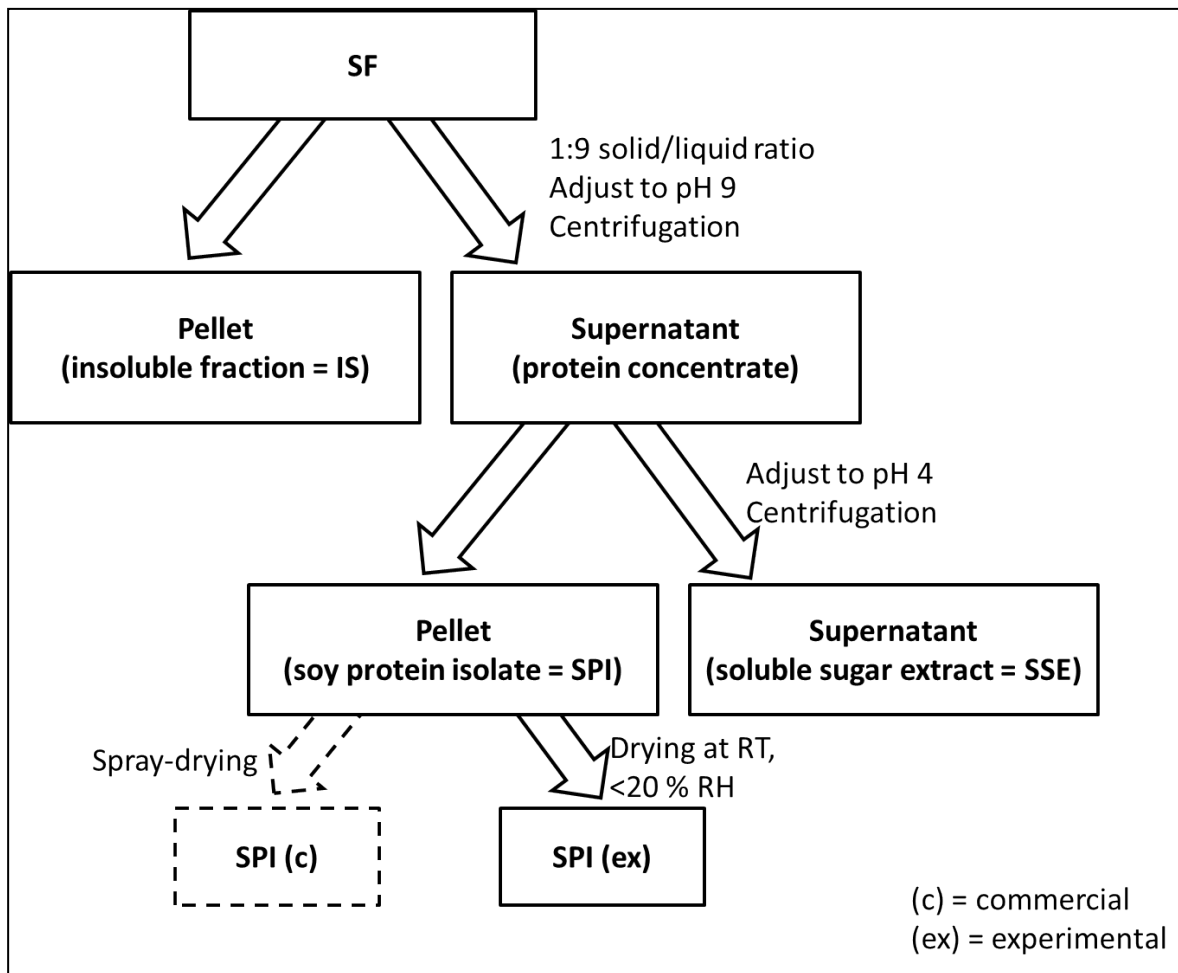 SF
1:9 solid/liquid ratio
Adjust to pH 9
Centrifugation
Pellet
(insoluble fraction = IS)
Supernatant
(protein concentrate)
Adjust to pH 4
Centrifugation
Pellet
(soy protein isolate = SPI)
Supernatant
(soluble sugar extract = SSE)
Spray-drying
Drying at RT,
<20 % RH
SPI (c)
SPI (ex)
(c) = commercial
(ex) = experimental